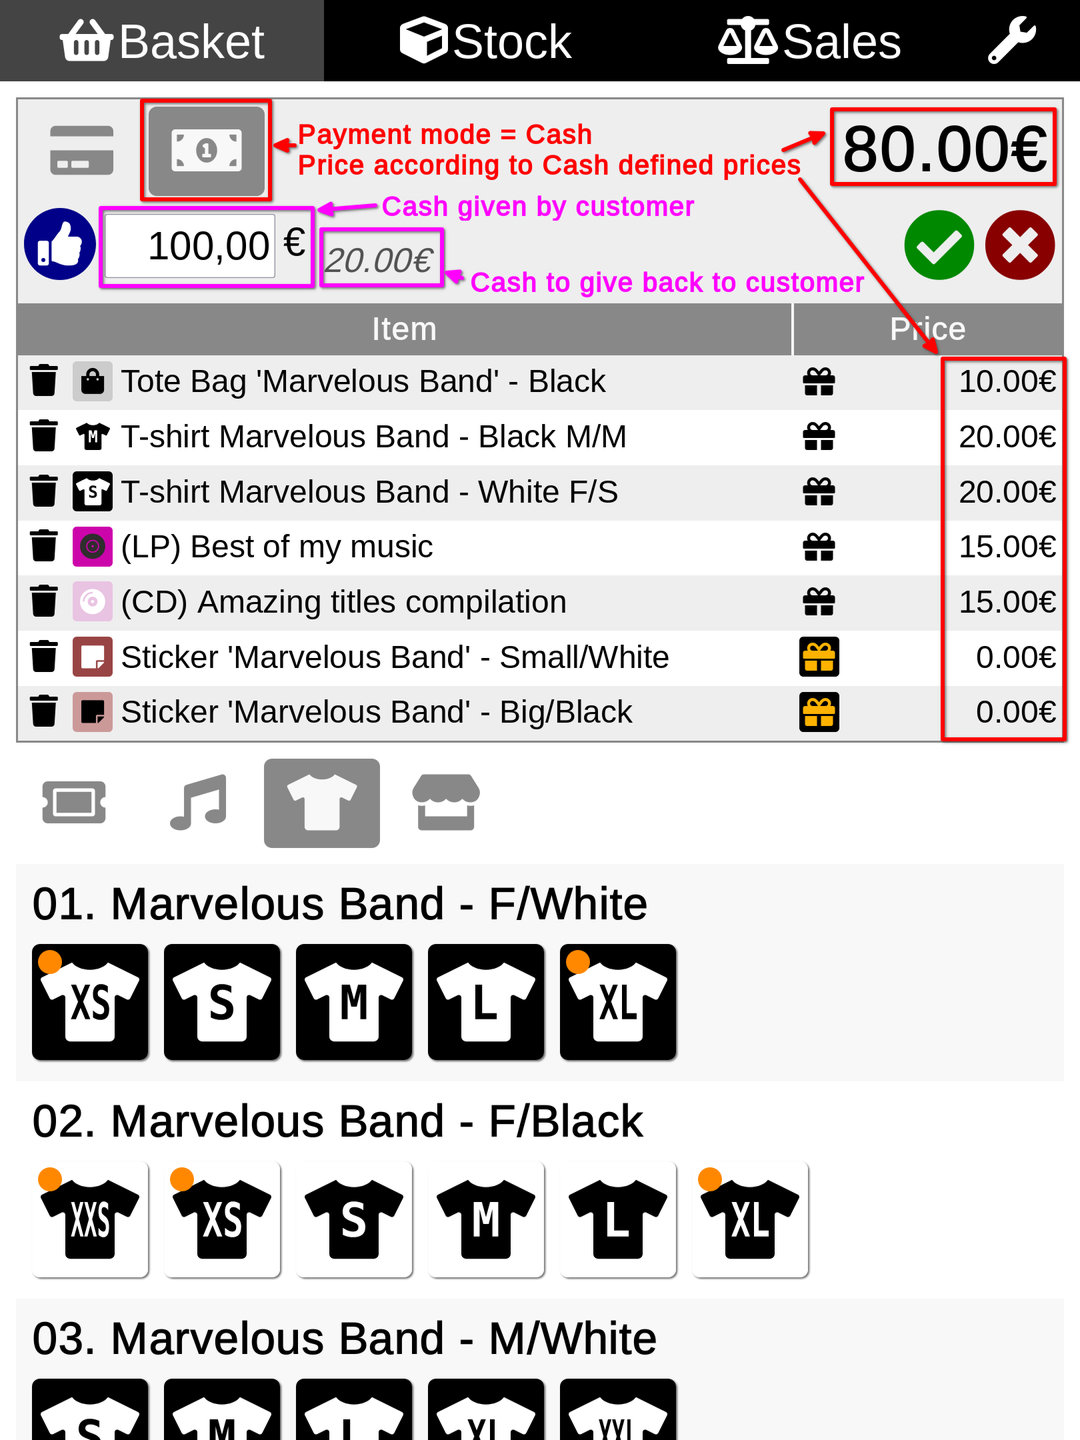 Basket Stock Sales
Payment mode = Cash
Price according to Cash defined prices
80.00€
Cash given by customer
100,00 €
20.00€
Cash to give back to customer
Item Price
Tote Bag 'Marvelous Band' - Black 10.00€
M T-shirt Marvelous Band - Black M/M 20.00€
S T-shirt Marvelous Band - White F/S 20.00€
(LP) Best of my music 15.00€
(CD) Amazing titles compilation 15.00€
Sticker 'Marvelous Band' - Small/White 0.00€
Sticker 'Marvelous Band' - Big/Black 0.00€
01. Marvelous Band - F/White
XS S M L XL
02. Marvelous Band - F/Black
XXS XS S M L XL
03. Marvelous Band - M/White
S M L XL XXL